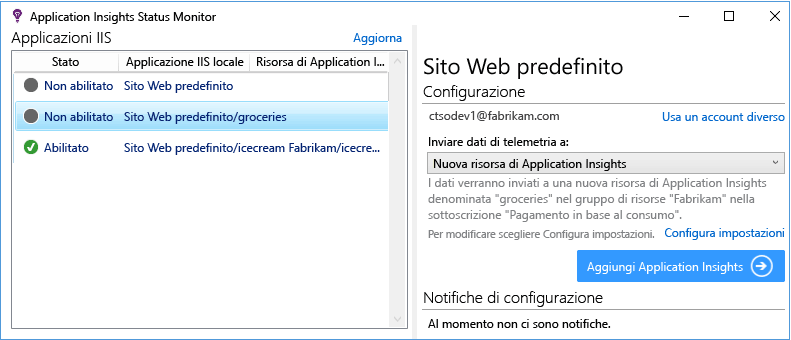 Application Insights Status Monitor
Applicazioni IIS
Aggiorna
Stato Applicazione IIS locale Risorsa di Application I...
Non abilitato Sito Web predefinito
Non abilitato Sito Web predefinito/groceries
Abilitato Sito Web predefinito/icecream Fabrikam/icecre...
Sito Web predefinito
Configurazione
ctsodev1@fabrikam.com Usa un account diverso
Inviare dati di telemetria a:
Nuova risorsa di Application Insights
I dati verranno inviati a una nuova risorsa di Application Insights
denominata "groceries" nel gruppo di risorse "Fabrikam" nella
sottoscrizione "Pagamento in base al consumo".
Per modificare scegliere Configura impostazioni. Configura impostazioni
Aggiungi Application Insights
Notifiche di configurazione
Al momento non ci sono notifiche.